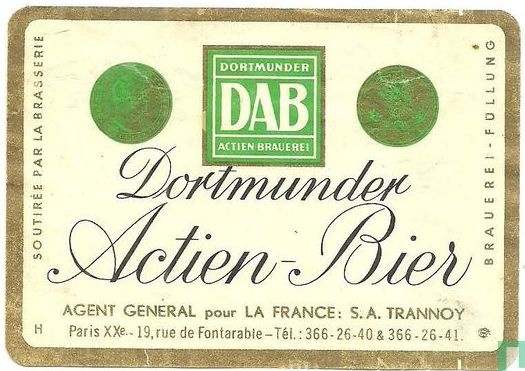 SOUTIRÉE PAR LA BRASSERIE
DORTMUNDER
DAB
ACTIEN-BRAUEREI
BRAUEREI-FÜLLUNG
Dortmunder
Actien-Bier
AGENT GENERAL pour LA FRANCE: S.A. TRANNOY
H Paris XXe.- 19, rue de Fontarabie-Tél.: 366-26-40 & 366-26-41.